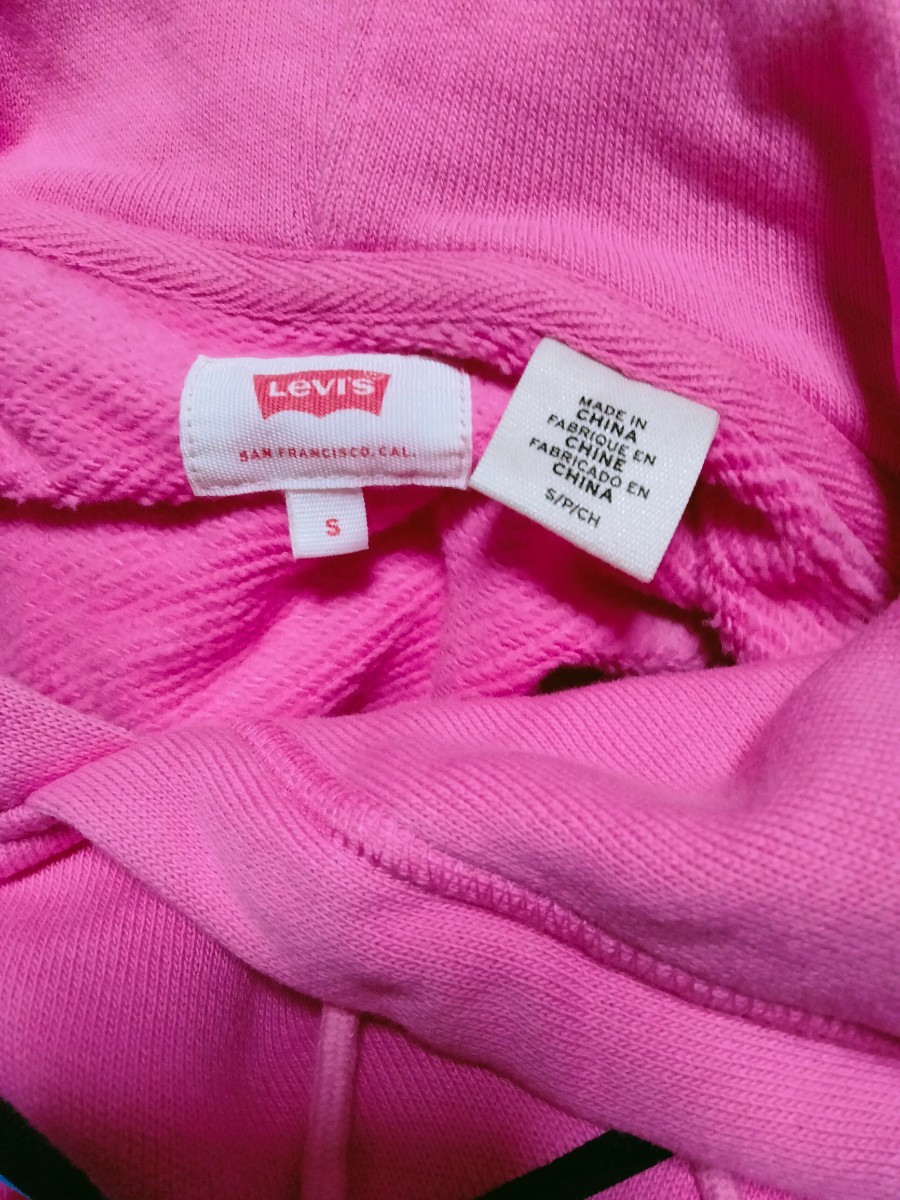 Levi's
SAN FRANCISCO, CAL.
S
MADE IN
CHINA
FABRIQUE EN
CHINE
FABRICADO EN
CHINA
S/P/CH